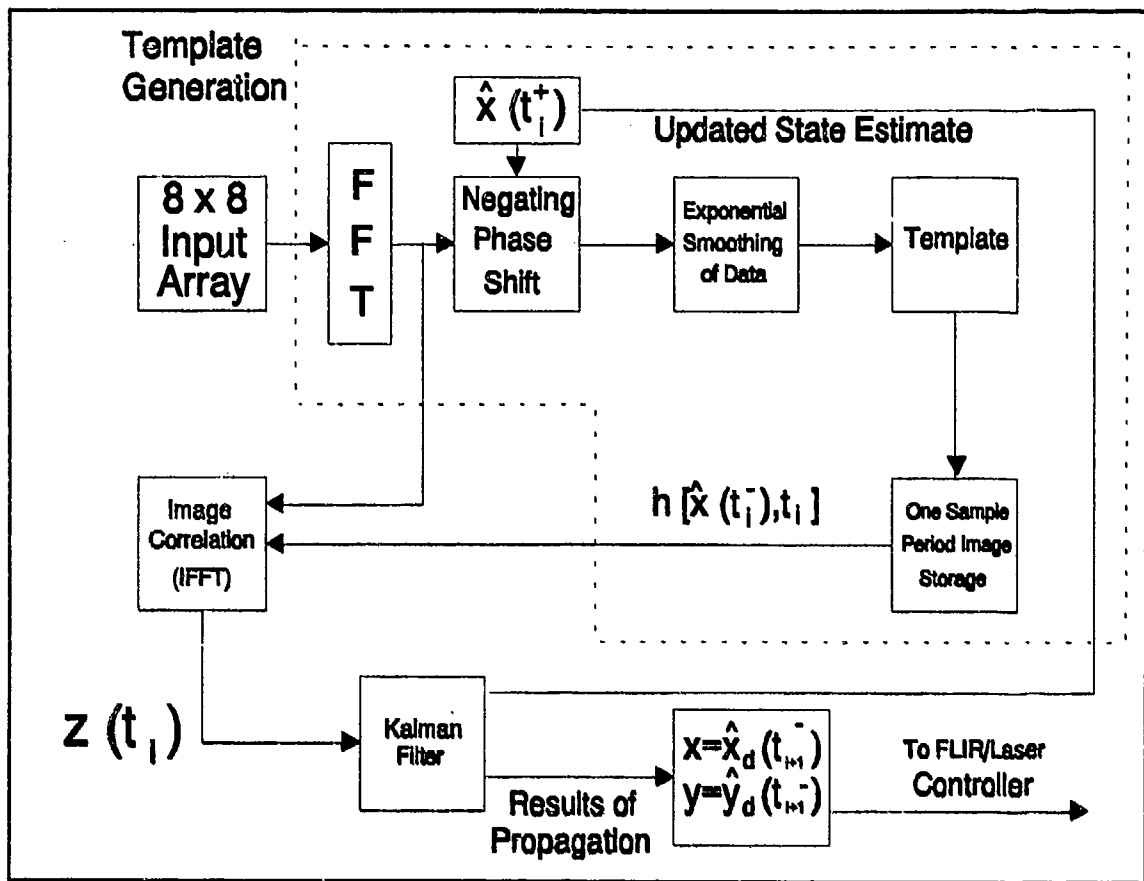 Template
Generation
x̂ (t_i^+)
Updated State Estimate
8 x 8
Input
Array
F
F
T
Negating
Phase
Shift
Exponential
Smoothing
of Data
Template
Image
Correlation
(IFFT)
h [x̂ (t_i^-),t_i ]
One Sample
Period Image
Storage
z (t_i)
Kalman
Filter
Results of
Propagation
x=x̂_d(t_{i+1}^-)
y=ŷ_d(t_{i+1}^-)
To FLIR/Laser
Controller